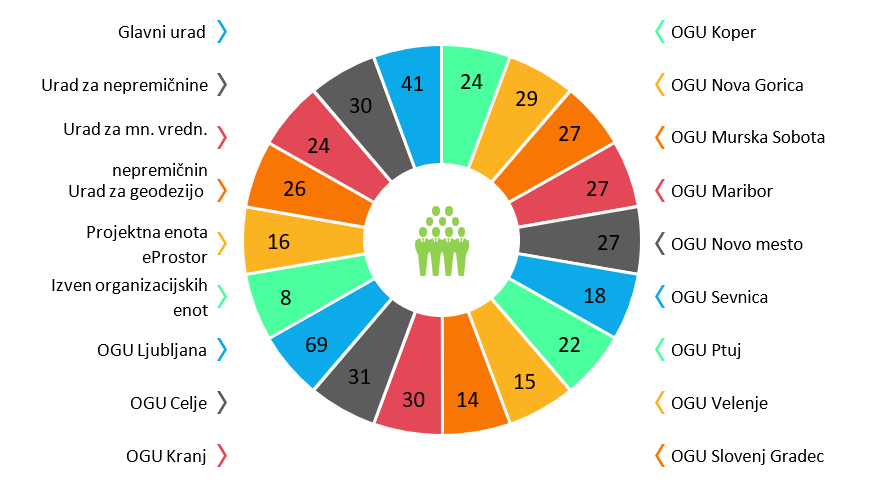 Glavni urad
Urad za nepremičnine
Urad za mn. vredn.
nepremičnin
Urad za geodezijo
Projektna enota
eProstor
Izven organizacijskih
enot
OGU Ljubljana
OGU Celje
OGU Kranj
41
24
30
29
24
27
26
27
16
27
8
18
69
22
31
15
30
14
OGU Koper
OGU Nova Gorica
OGU Murska Sobota
OGU Maribor
OGU Novo mesto
OGU Sevnica
OGU Ptuj
OGU Velenje
OGU Slovenj Gradec